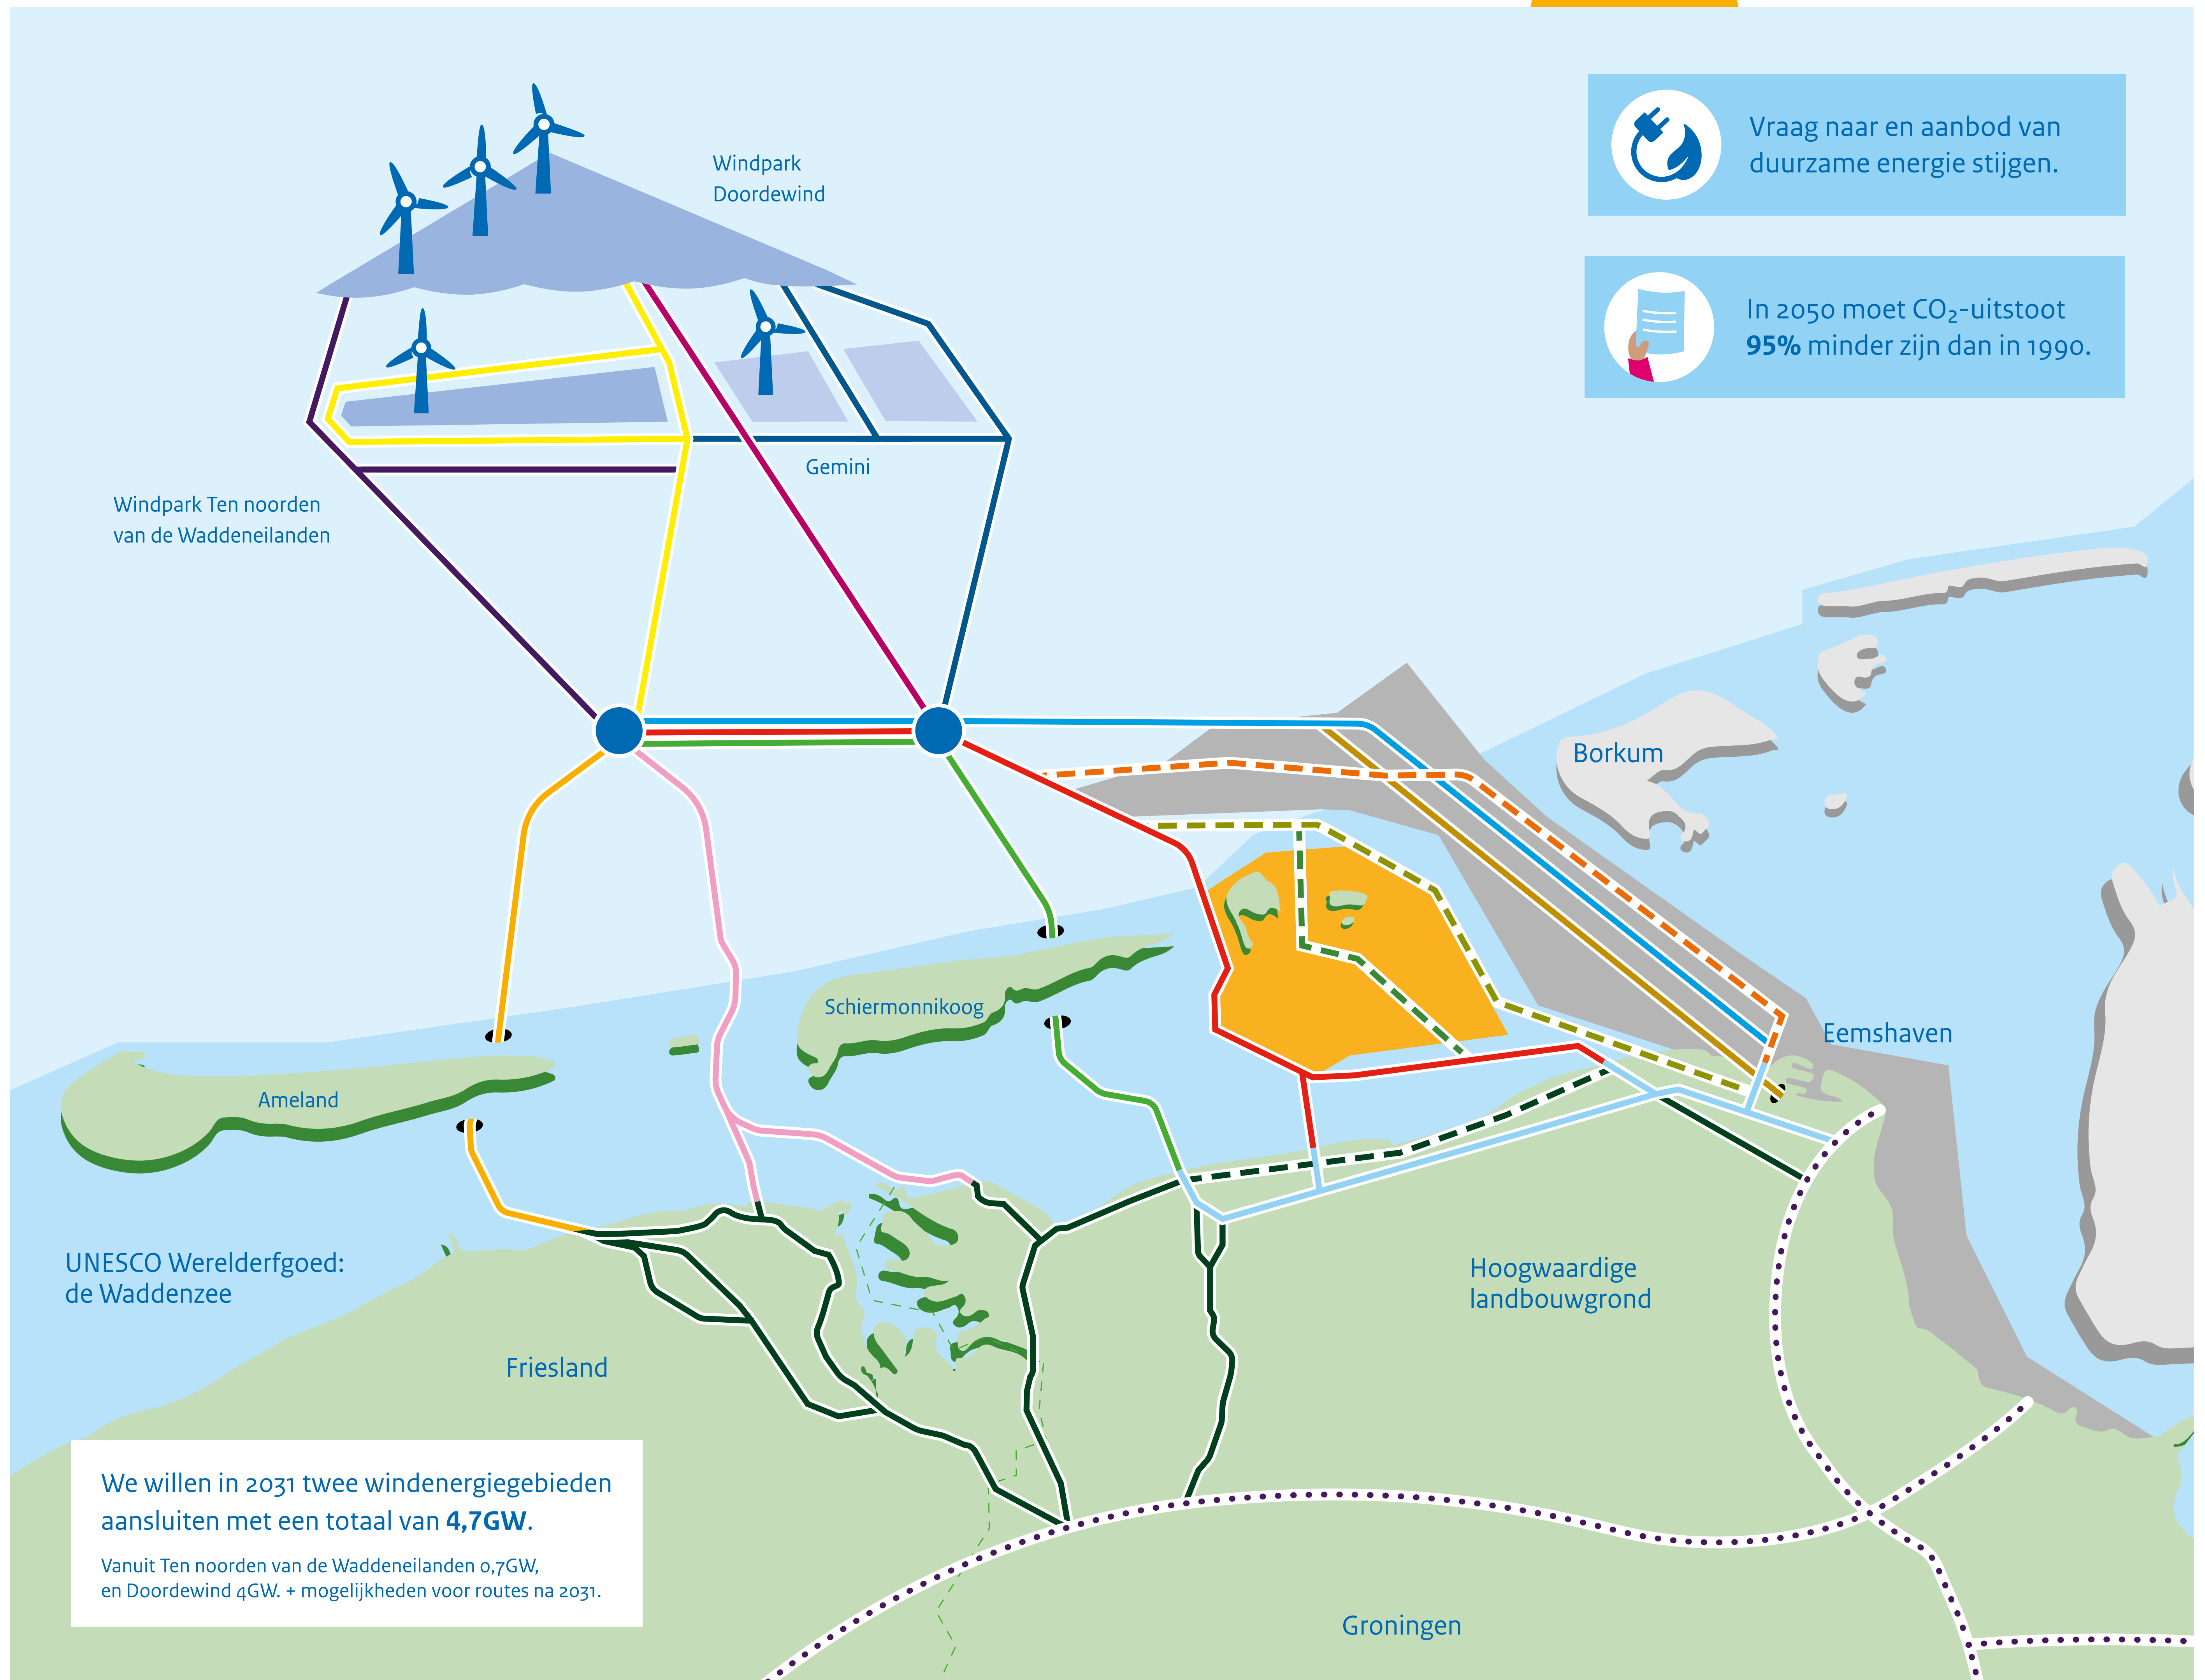 Vraag naar en aanbod van
duurzame energie stijgen.
Windpark
Doordewind
In 2050 moet CO₂-uitstoot
95% minder zijn dan in 1990.
Gemini
Windpark Ten noorden
van de Waddeneilanden
Borkum
Schiermonnikoog
Eemshaven
Ameland
UNESCO Werelderfgoed:
de Waddenzee
Hoogwaardige
landbouwgrond
Friesland
We willen in 2031 twee windenergiegebieden
aansluiten met een totaal van 4,7GW.
Vanuit Ten noorden van de Waddeneilanden 0,7GW,
en Doordewind 4GW. + mogelijkheden voor routes na 2031.
Groningen